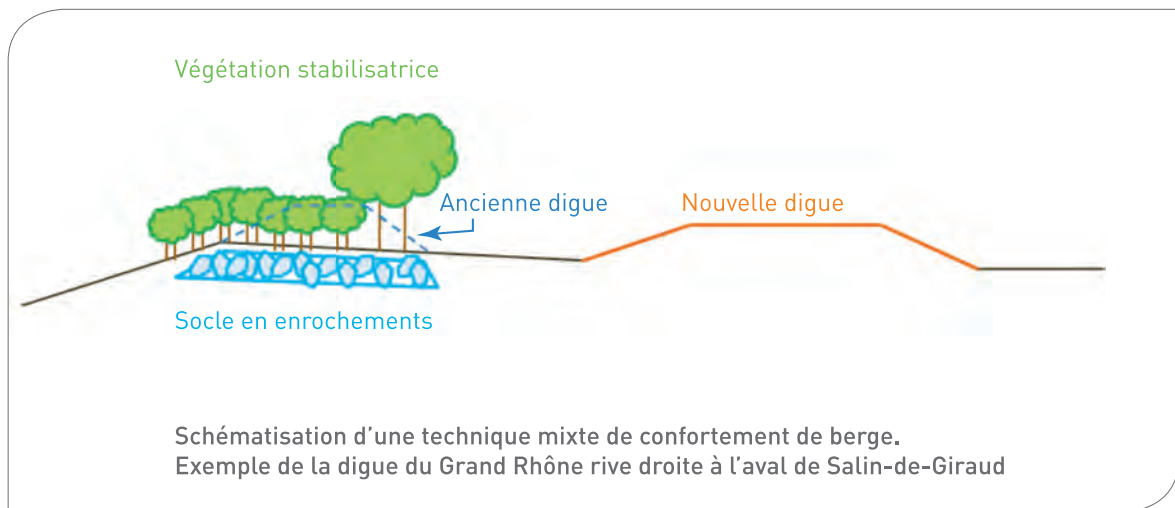 Végétation stabilisatrice
Ancienne digue
Nouvelle digue
Socle en enrochements
Schématisation d'une technique mixte de confortement de berge.
Exemple de la digue du Grand Rhône rive droite à l'aval de Salin-de-Giraud